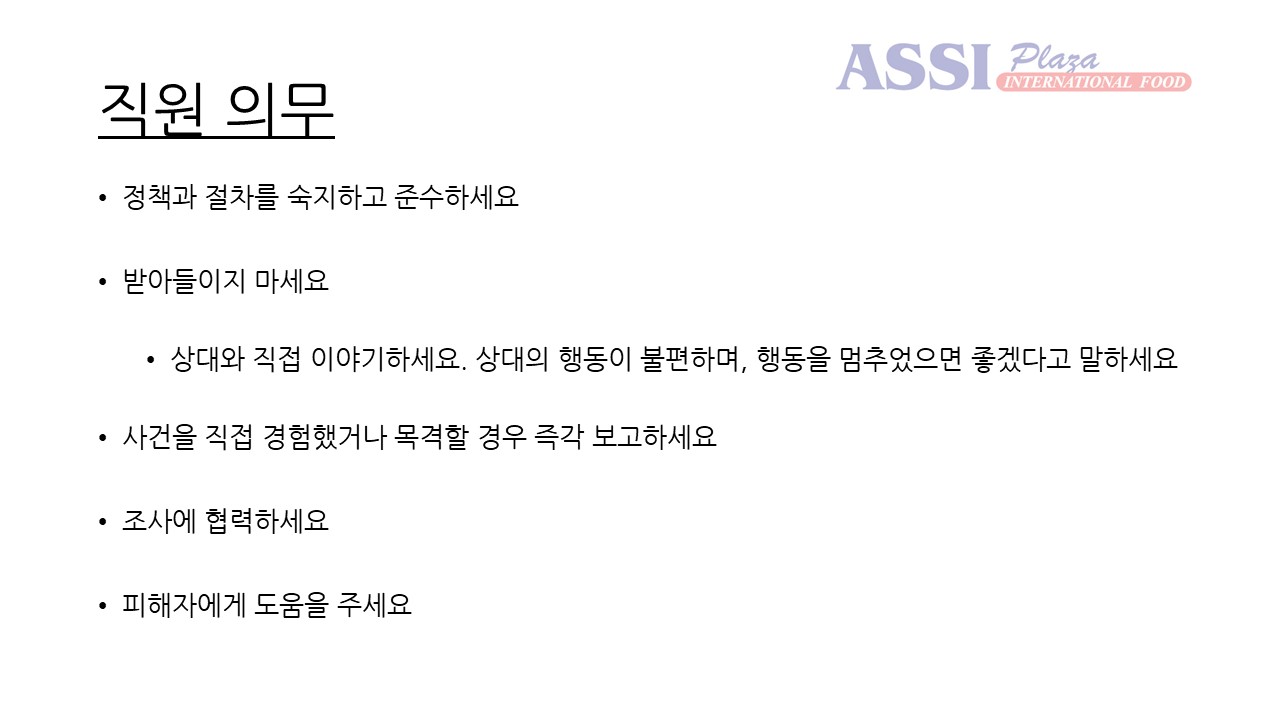 ASSI Plaza
INTERNATIONAL FOOD
직원 의무
• 정책과 절차를 숙지하고 준수하세요
• 받아들이지 마세요
• 상대와 직접 이야기하세요. 상대의 행동이 불편하며, 행동을 멈추었으면 좋겠다고 말하세요
• 사건을 직접 경험했거나 목격할 경우 즉각 보고하세요
• 조사에 협력하세요
• 피해자에게 도움을 주세요